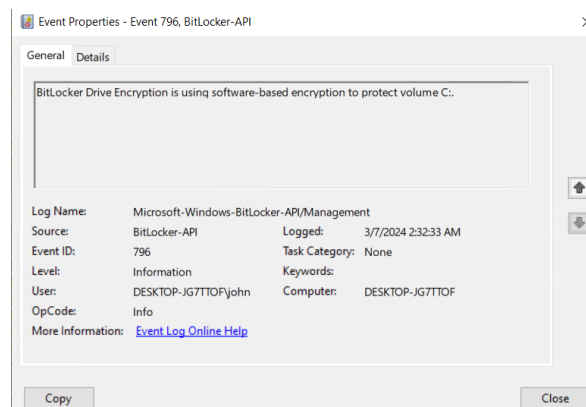 Event Properties - Event 796, BitLocker-API
General Details
BitLocker Drive Encryption is using software-based encryption to protect volume C:.
Log Name: Microsoft-Windows-BitLocker-API/Management
Source: BitLocker-API Logged: 3/7/2024 2:32:33 AM
Event ID: 796 Task Category: None
Level: Information Keywords:
User: DESKTOP-JG7TTOF\john Computer: DESKTOP-JG7TTOF
OpCode: Info
More Information: Event Log Online Help
Copy Close